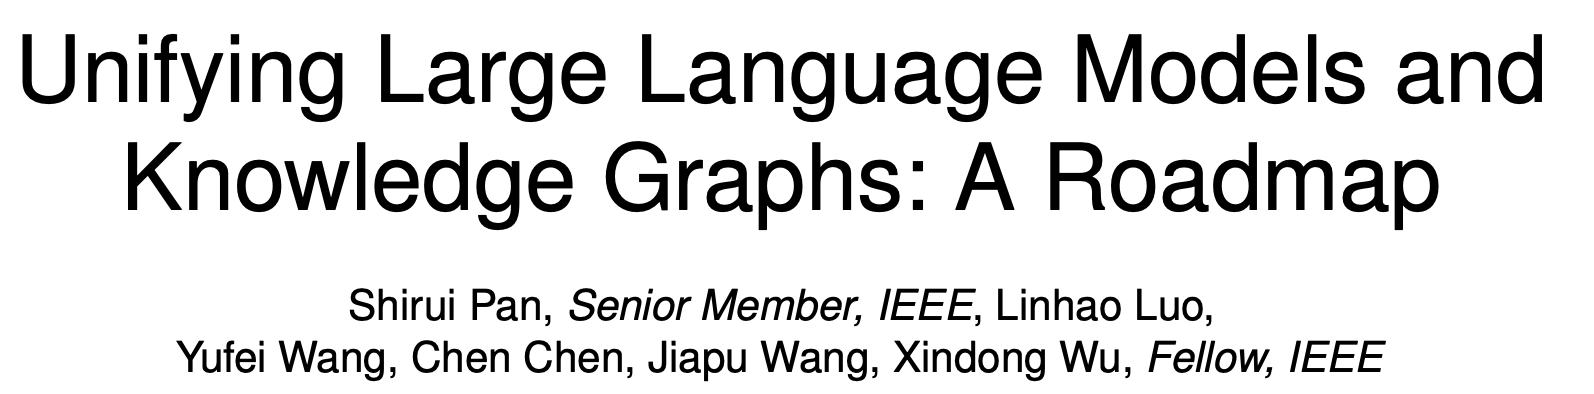 Unifying Large Language Models and
Knowledge Graphs: A Roadmap
Shirui Pan, Senior Member, IEEE, Linhao Luo,
Yufei Wang, Chen Chen, Jiapu Wang, Xindong Wu, Fellow, IEEE